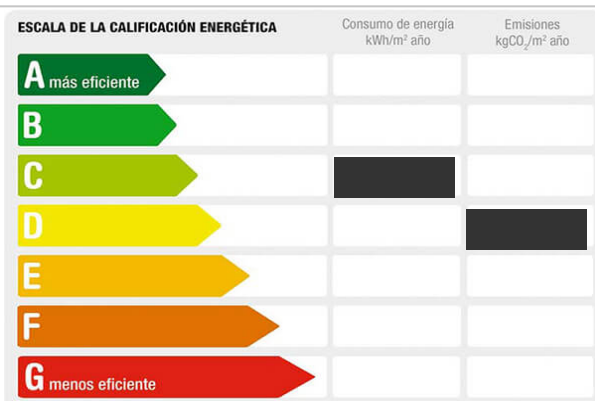 ESCALA DE LA CALIFICACIÓN ENERGÉTICA
Consumo de energía
kWh/m² año
Emisiones
kgCO₂/m² año
A más eficiente
B
C
D
E
F
G menos eficiente